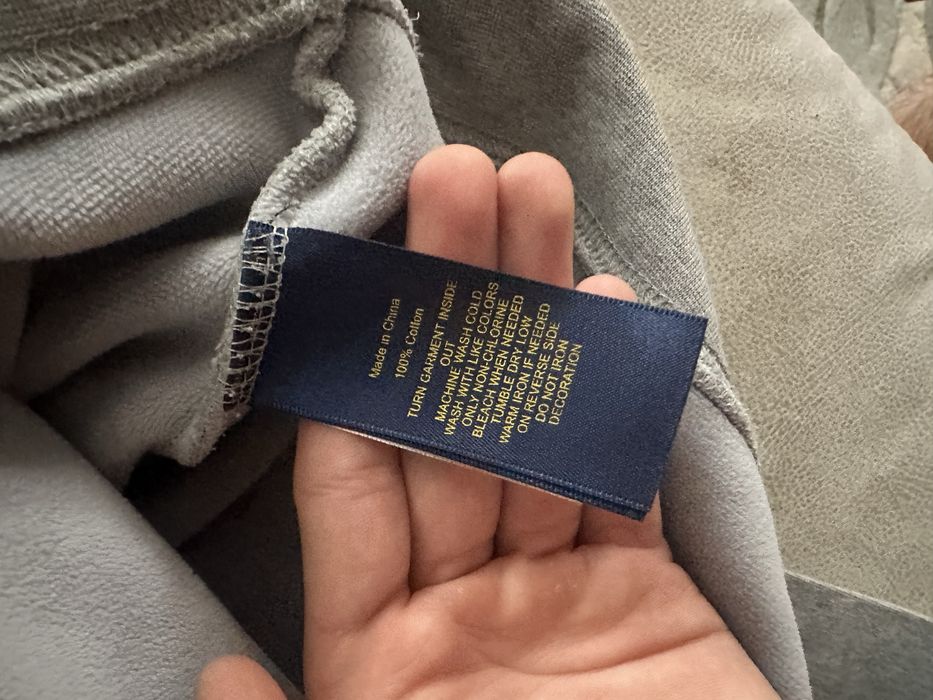 Made in China
100% Cotton
TURN GARMENT INSIDE
OUT
MACHINE WASH COLD
WASH WITH LIKE COLORS
ONLY NON-CHLORINE
BLEACH WHEN NEEDED
TUMBLE DRY LOW
WARM IRON IF NEEDED
ON REVERSE SIDE
DO NOT IRON
DECORATION